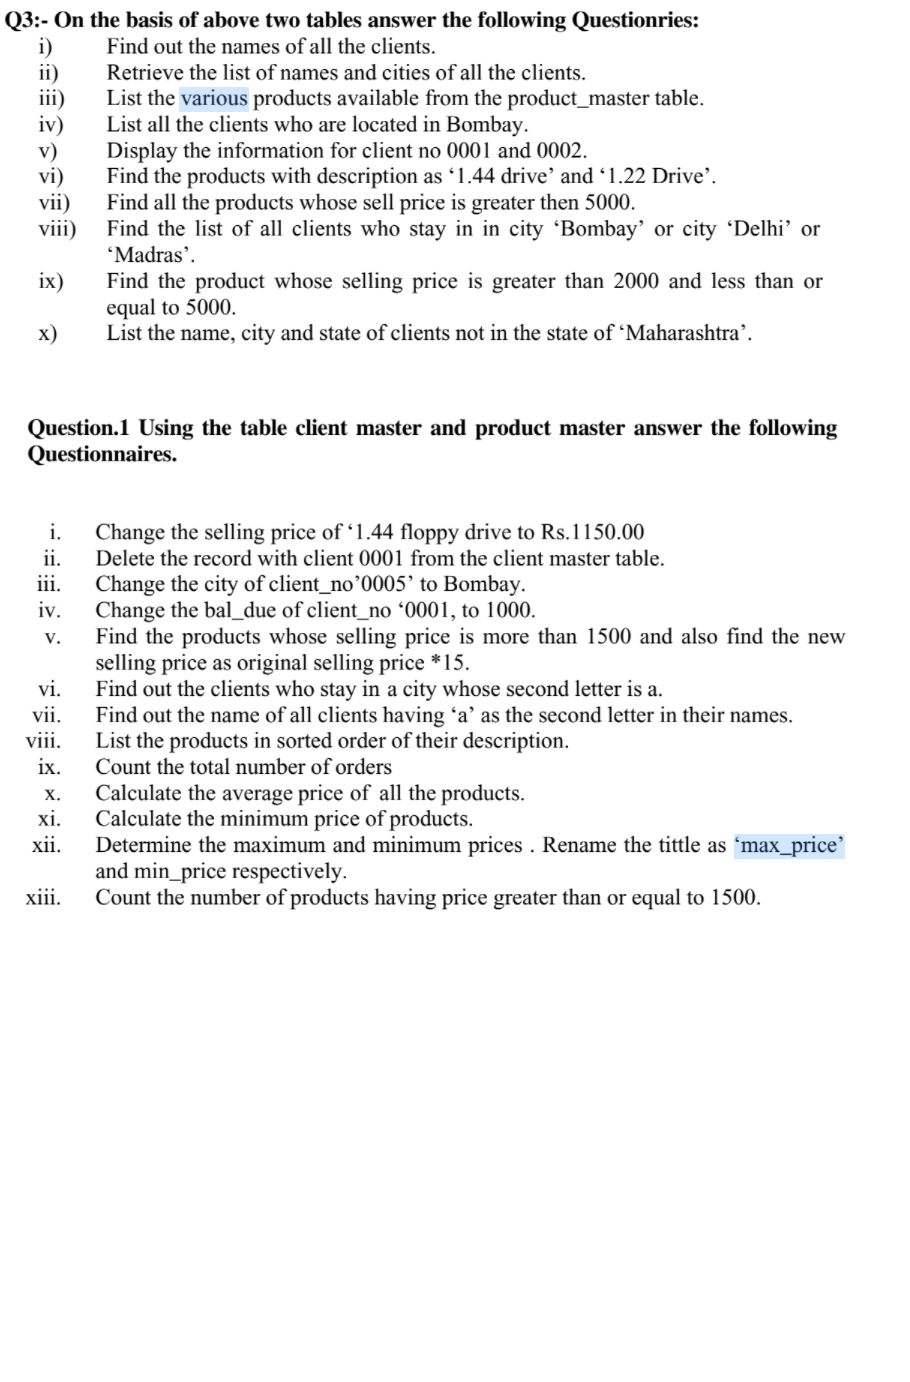 Q3:- On the basis of above two tables answer the following Questionries:
i) Find out the names of all the clients.
ii) Retrieve the list of names and cities of all the clients.
iii) List the various products available from the product_master table.
iv) List all the clients who are located in Bombay.
v) Display the information for client no 0001 and 0002.
vi) Find the products with description as ‘1.44 drive’ and ‘1.22 Drive’.
vii) Find all the products whose sell price is greater then 5000.
viii) Find the list of all clients who stay in in city ‘Bombay’ or city ‘Delhi’ or
‘Madras’.
ix) Find the product whose selling price is greater than 2000 and less than or
equal to 5000.
x) List the name, city and state of clients not in the state of ‘Maharashtra’.
Question.1 Using the table client master and product master answer the following
Questionnaires.
i. Change the selling price of ‘1.44 floppy drive to Rs.1150.00
ii. Delete the record with client 0001 from the client master table.
iii. Change the city of client_no’0005’ to Bombay.
iv. Change the bal_due of client_no ‘0001, to 1000.
v. Find the products whose selling price is more than 1500 and also find the new
selling price as original selling price *15.
vi. Find out the clients who stay in a city whose second letter is a.
vii. Find out the name of all clients having ‘a’ as the second letter in their names.
viii. List the products in sorted order of their description.
ix. Count the total number of orders
x. Calculate the average price of all the products.
xi. Calculate the minimum price of products.
xii. Determine the maximum and minimum prices . Rename the tittle as ‘max_price’
and min_price respectively.
xiii. Count the number of products having price greater than or equal to 1500.